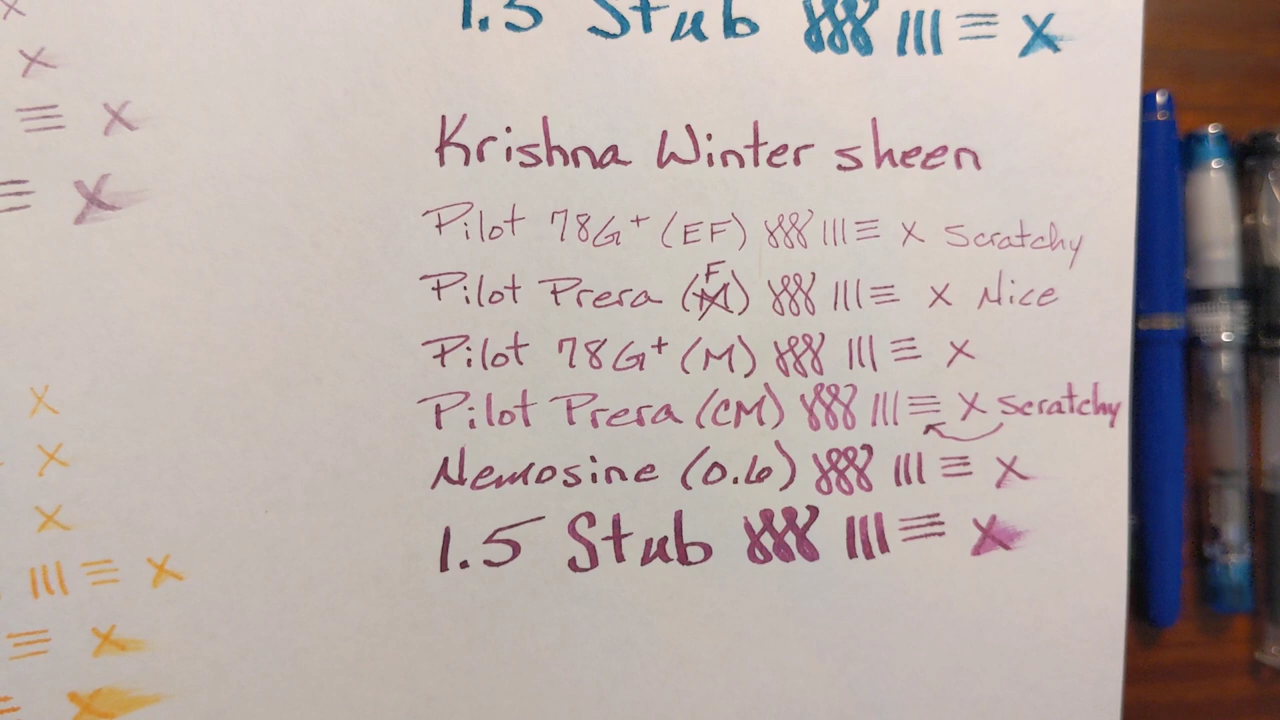 1.5 Stub X
Krishna Winter sheen
Pilot 78G+ (EF) X Scratchy
Pilot Prera (F) X Nice
Pilot 78G+ (M) X
Pilot Prera (CM) X scratchy
Nemosine (0.6) X
1.5 Stub X